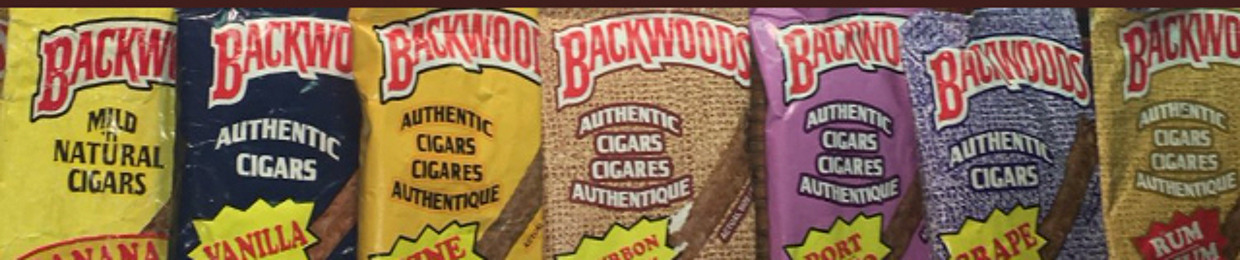 BACKW
MILD
'n
NATURAL
CIGARS
BACKWO
AUTHENTIC
CIGARS
VANILLA
BACKWOO
AUTHENTIC
CIGARS
CIGARES
AUTHENTIQUE
BACKWOODS
AUTHENTIC
CIGARS
CIGARES
AUTHENTIQUE
BACKWO
AUTHENTIC
CIGARS
CIGARES
AUTHENTIQUE
PORT
BACKWOODS
AUTHENTIC
CIGARS
GRAPE
BACKWO
AUTHENTIC
CIGARS
CIGARES
AUTHENTIQUE
RUM